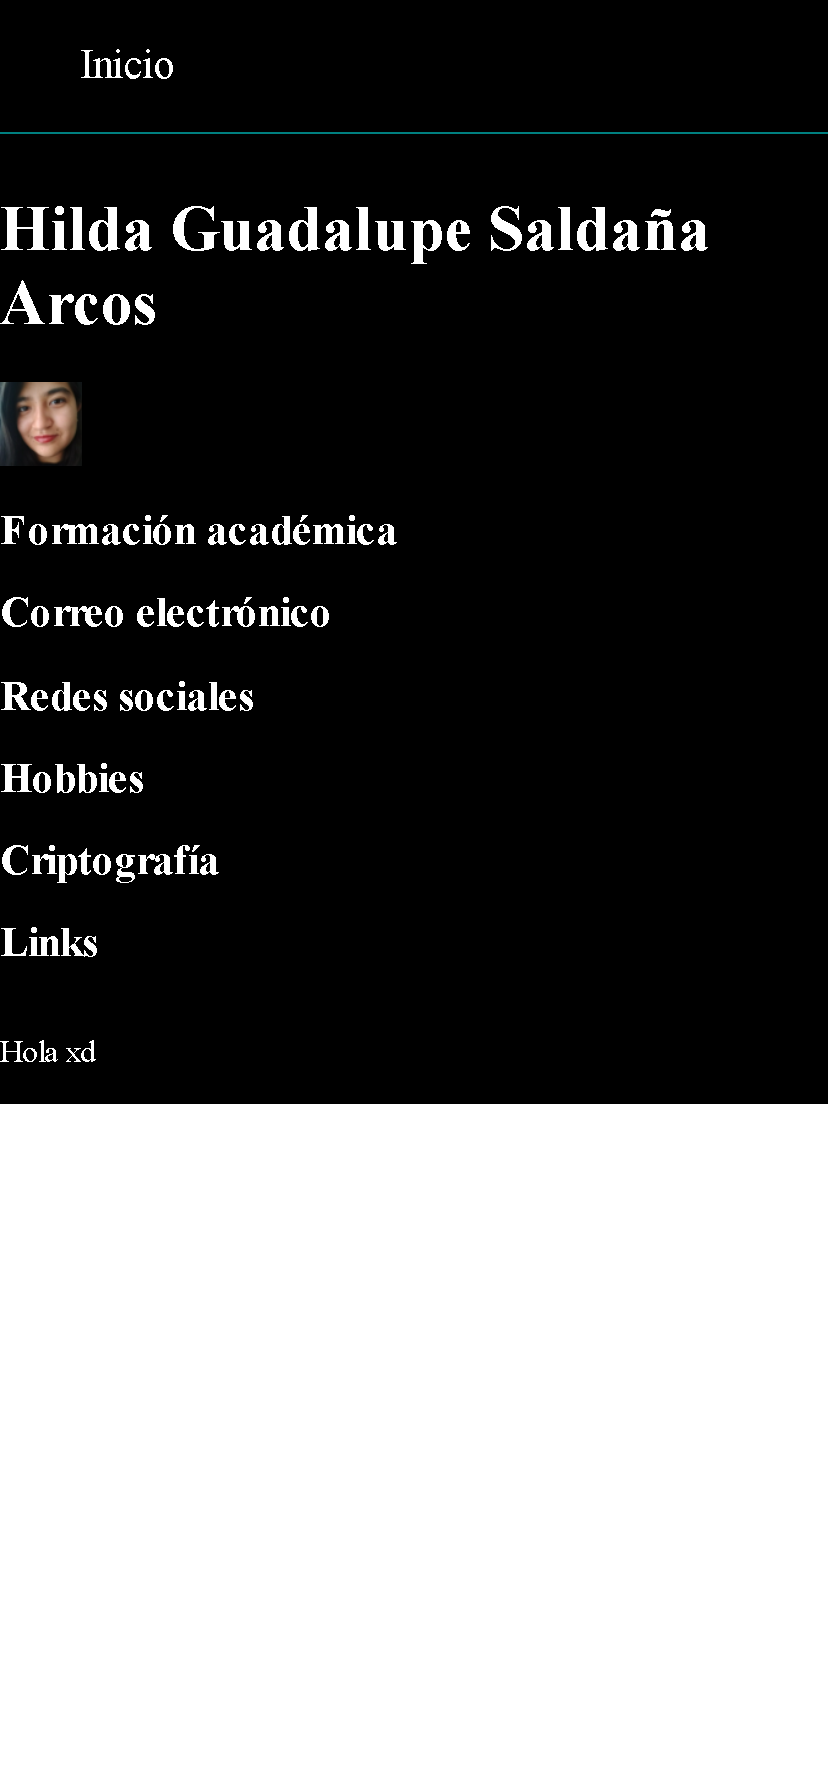 Inicio
Hilda Guadalupe Saldaña
Arcos
Formación académica
Correo electrónico
Redes sociales
Hobbies
Criptografía
Links
Hola xd